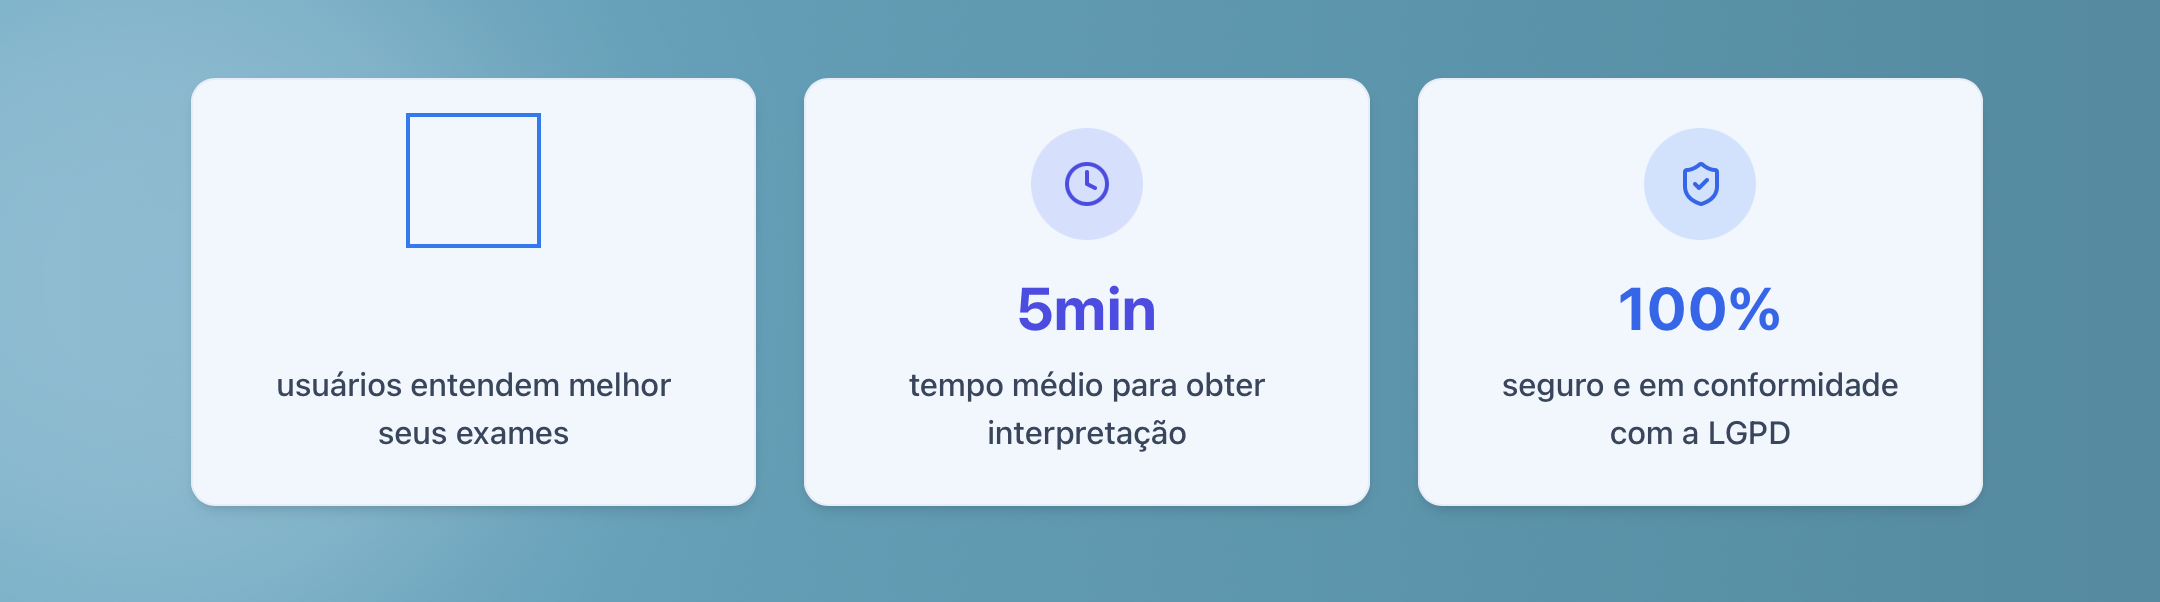 usuários entendem melhor
seus exames
5min
tempo médio para obter
interpretação
100%
seguro e em conformidade
com a LGPD